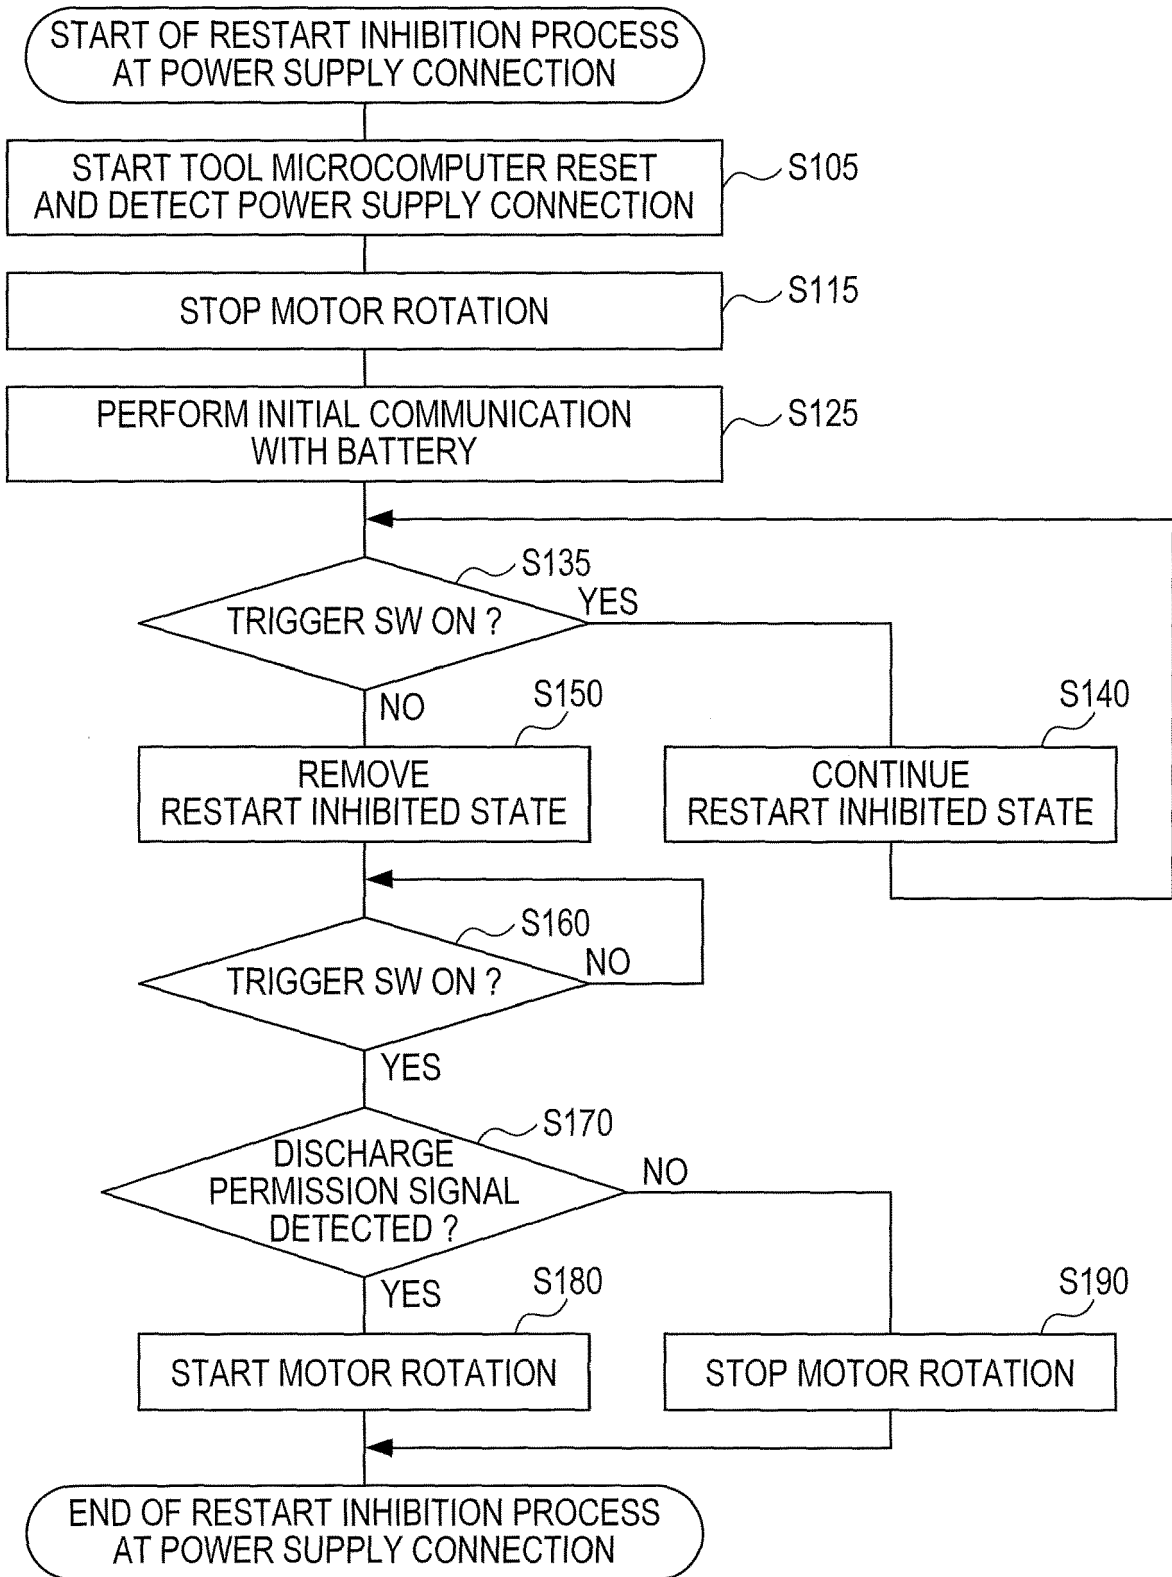 START OF RESTART INHIBITION PROCESS
AT POWER SUPPLY CONNECTION
START TOOL MICROCOMPUTER RESET
AND DETECT POWER SUPPLY CONNECTION
S105
STOP MOTOR ROTATION
S115
PERFORM INITIAL COMMUNICATION
WITH BATTERY
S125
S135
TRIGGER SW ON ?
YES
NO
S150
S140
REMOVE
RESTART INHIBITED STATE
CONTINUE
RESTART INHIBITED STATE
S160
TRIGGER SW ON ?
NO
YES
S170
DISCHARGE
PERMISSION SIGNAL
DETECTED ?
NO
YES
S180
S190
START MOTOR ROTATION
STOP MOTOR ROTATION
END OF RESTART INHIBITION PROCESS
AT POWER SUPPLY CONNECTION